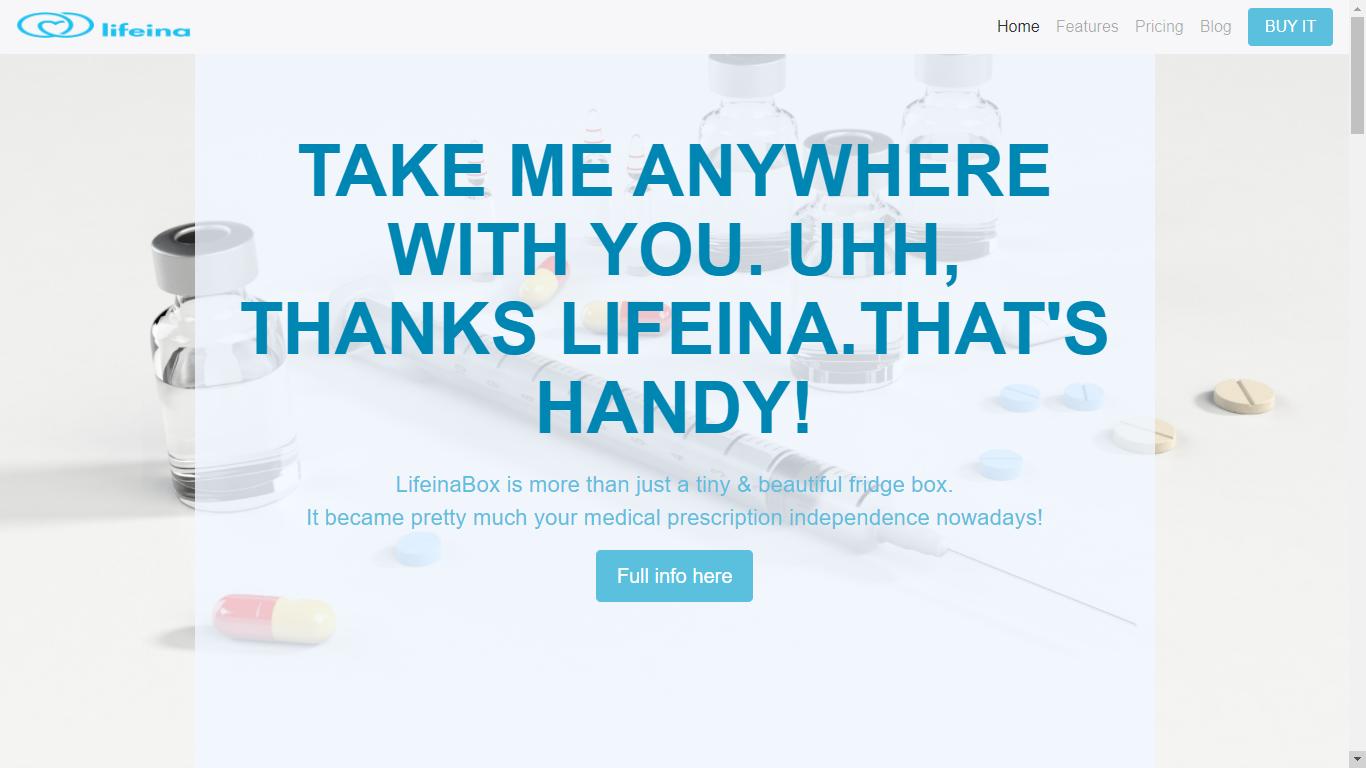 lifeina
Home Features Pricing Blog BUY IT
TAKE ME ANYWHERE
WITH YOU. UHH,
THANKS LIFEINA.THAT'S
HANDY!
LifeinaBox is more than just a tiny & beautiful fridge box.
It became pretty much your medical prescription independence nowadays!
Full info here